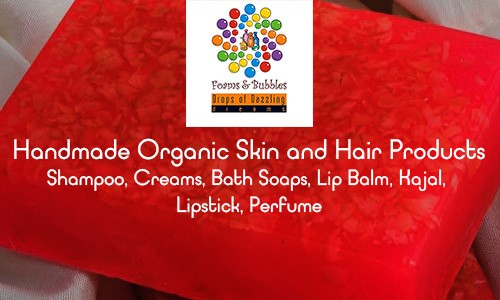 Foams & Bubbles
Drops of Dazzling
Dreams
Handmade Organic Skin and Hair Products
Shampoo, Creams, Bath Soaps, Lip Balm, Kajal,
Lipstick, Perfume